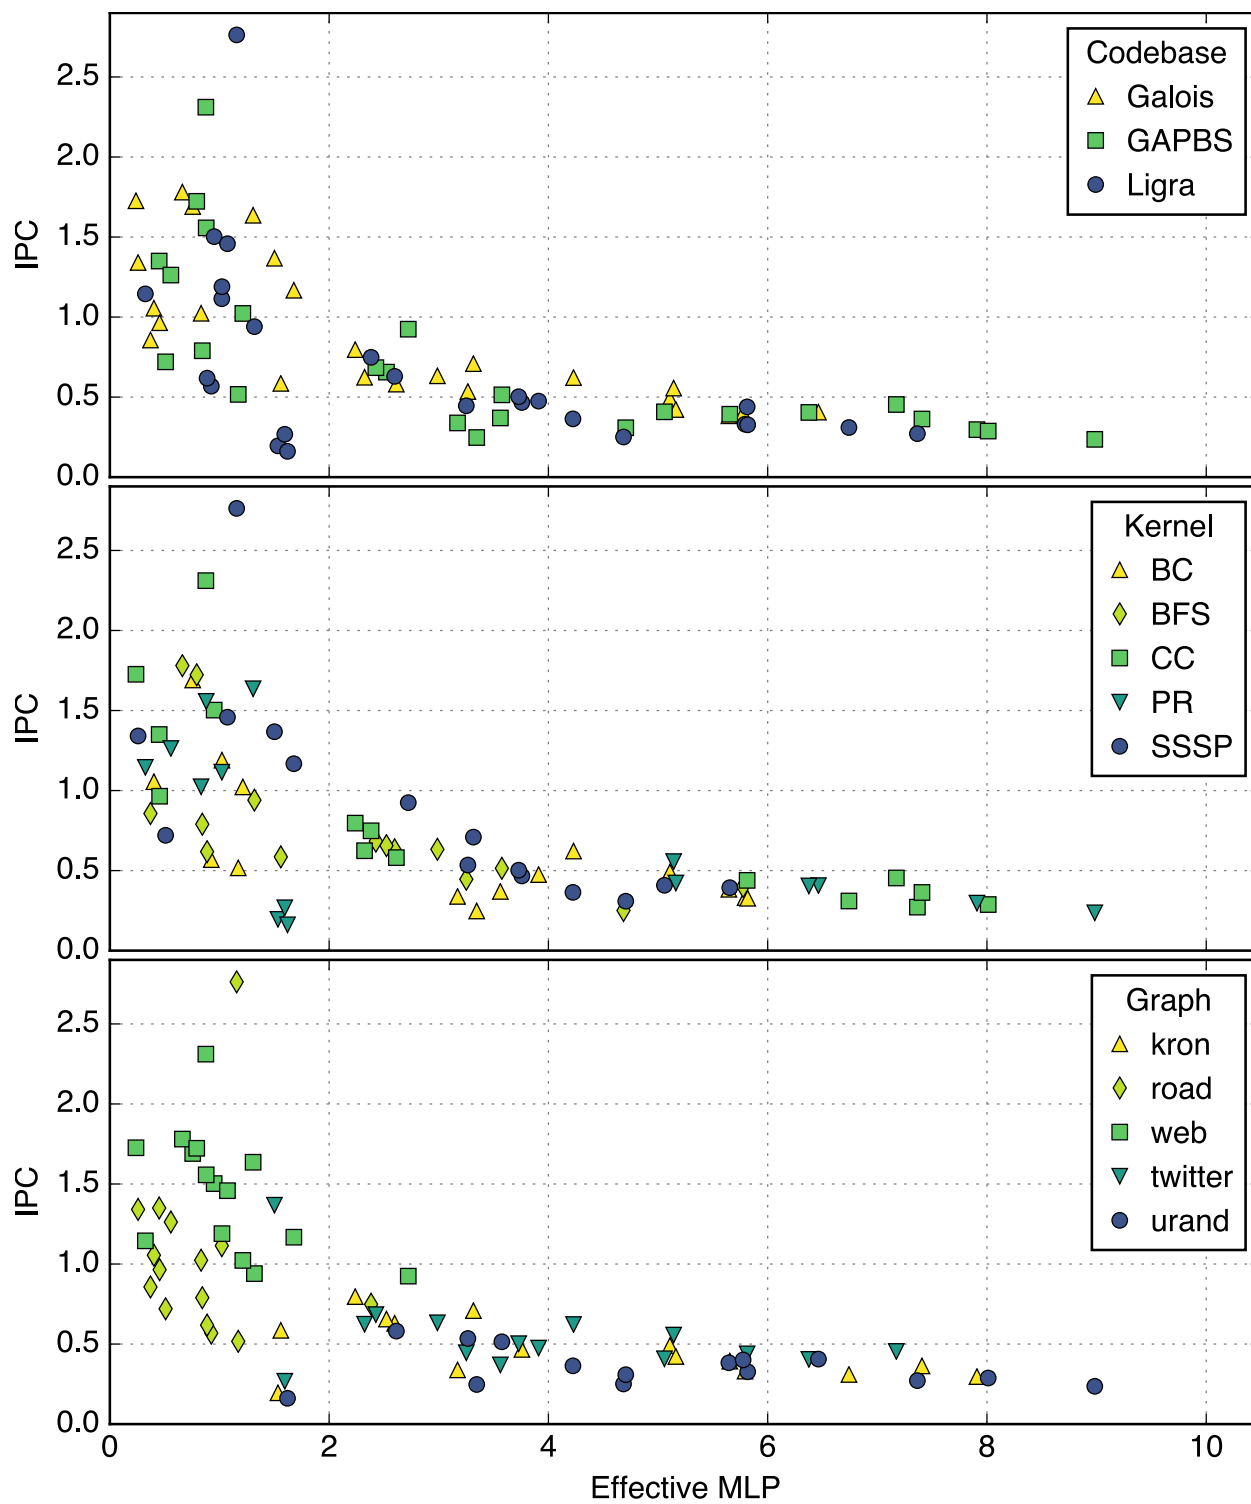 2.5
2.0
1.5
1.0
0.5
0.0
IPC
Codebase
Galois
GAPBS
Ligra
2.5
2.0
1.5
1.0
0.5
0.0
IPC
Kernel
BC
BFS
CC
PR
SSSP
2.5
2.0
1.5
1.0
0.5
0.0
IPC
Graph
kron
road
web
twitter
urand
0 2 4 6 8 10
Effective MLP